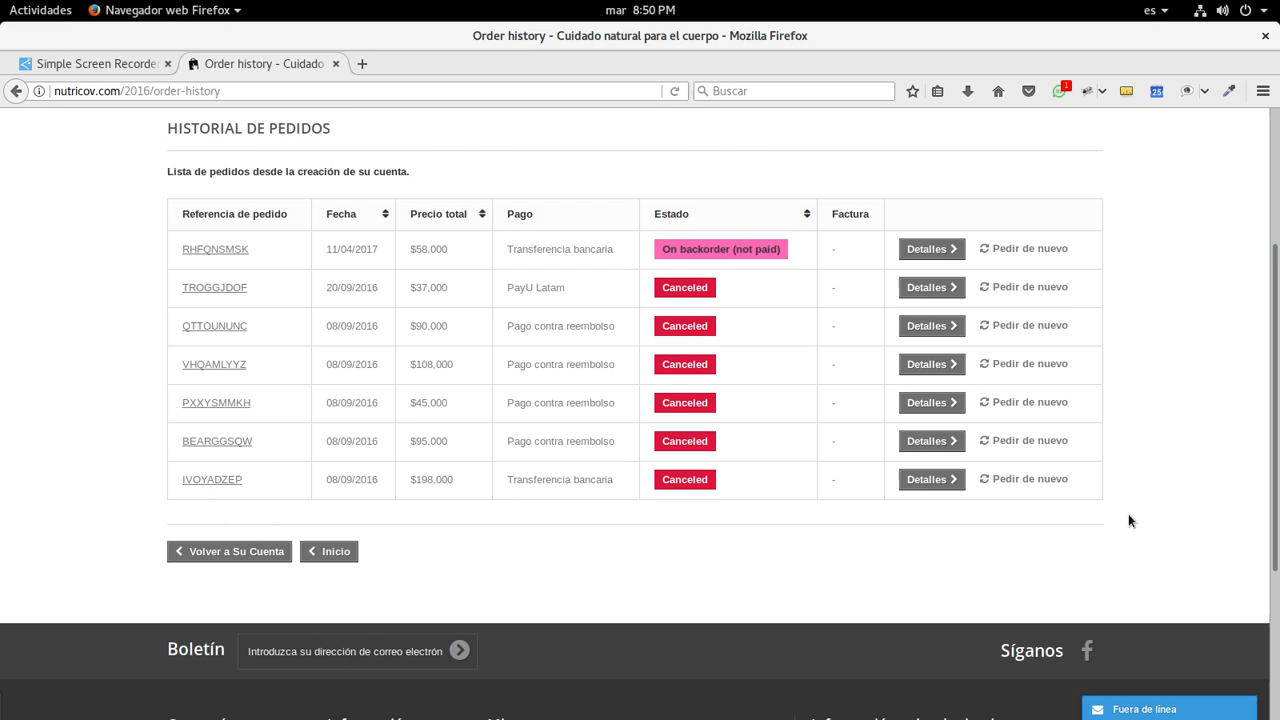 Actividades Navegador web Firefox mar 8:50 PM es
Order history - Cuidado natural para el cuerpo - Mozilla Firefox
Simple Screen Recorde Order history - Cuidado
nutricov.com/2016/order-history Buscar 1 25
HISTORIAL DE PEDIDOS
Lista de pedidos desde la creación de su cuenta.
Referencia de pedido Fecha Precio total Pago Estado Factura
RHFQNSMSK 11/04/2017 $58,000 Transferencia bancaria On backorder (not paid) - Detalles Pedir de nuevo
TROGGJDOF 20/09/2016 $37,000 PayU Latam Canceled - Detalles Pedir de nuevo
QTTOUNUNC 08/09/2016 $90,000 Pago contra reembolso Canceled - Detalles Pedir de nuevo
VHQAMLYYZ 08/09/2016 $108,000 Pago contra reembolso Canceled - Detalles Pedir de nuevo
PXXYSMMKH 08/09/2016 $45,000 Pago contra reembolso Canceled - Detalles Pedir de nuevo
BEARGGSQW 08/09/2016 $95,000 Pago contra reembolso Canceled - Detalles Pedir de nuevo
IVOYADZEP 08/09/2016 $198,000 Transferencia bancaria Canceled - Detalles Pedir de nuevo
Volver a Su Cuenta Inicio
Boletín Introduzca su dirección de correo electrón Síganos
Fuera de línea